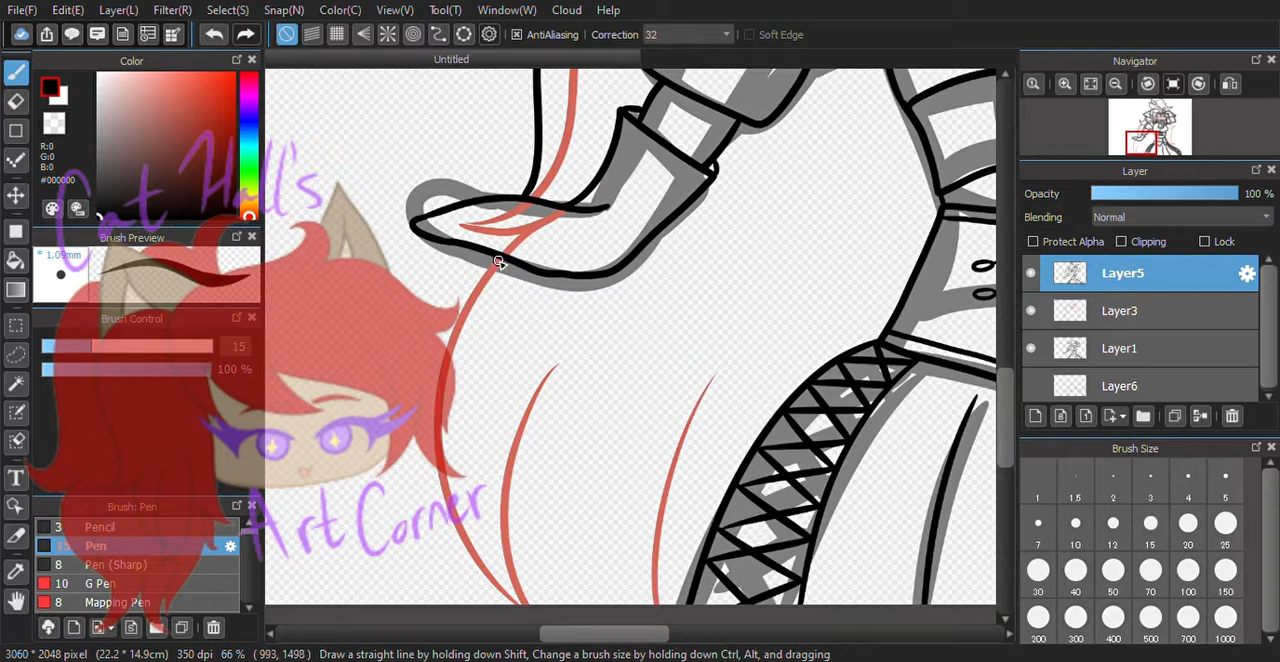 File(F) Edit(E) Layer(L) Filter(R) Select(S) Snap(N) Color(C) View(V) Tool(T) Window(W) Cloud Help
AntiAliasing Correction 32 Soft Edge
Color
Untitled
Navigator
R:0
G:0
B:0
#000000
Cat Hall's
Art Corner
Brush Preview
* 1.09mm
Brush Control
15
100 %
Brush: Pen
3 Pencil
15 Pen
8 Pen (Sharp)
10 G Pen
8 Mapping Pen
Layer
Opacity 100 %
Blending Normal
Protect Alpha Clipping Lock
Layer5
Layer3
Layer1
Layer6
Brush Size
1 1.5 2 3 4 5
7 10 12 15 20 25
30 40 50 70 100 150
200 300 400 500 700 1000
3060 * 2048 pixel (22.2 * 14.9cm) 350 dpi 66 % ( 993, 1498 ) Draw a straight line by holding down Shift, Change a brush size by holding down Ctrl, Alt, and dragging